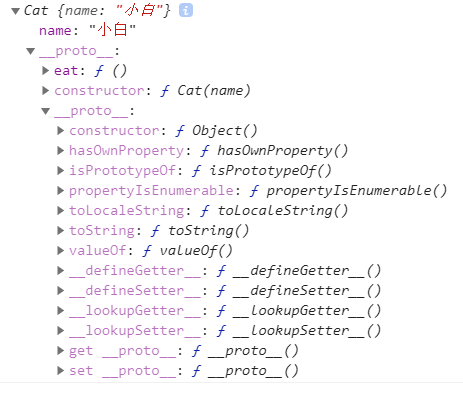 Cat {name: "小白"} i
name: "小白"
__proto__:
eat: ƒ ()
constructor: ƒ Cat(name)
__proto__:
constructor: ƒ Object()
hasOwnProperty: ƒ hasOwnProperty()
isPrototypeOf: ƒ isPrototypeOf()
propertyIsEnumerable: ƒ propertyIsEnumerable()
toLocaleString: ƒ toLocaleString()
toString: ƒ toString()
valueOf: ƒ valueOf()
__defineGetter__: ƒ __defineGetter__()
__defineSetter__: ƒ __defineSetter__()
__lookupGetter__: ƒ __lookupGetter__()
__lookupSetter__: ƒ __lookupSetter__()
get __proto__: ƒ __proto__()
set __proto__: ƒ __proto__()